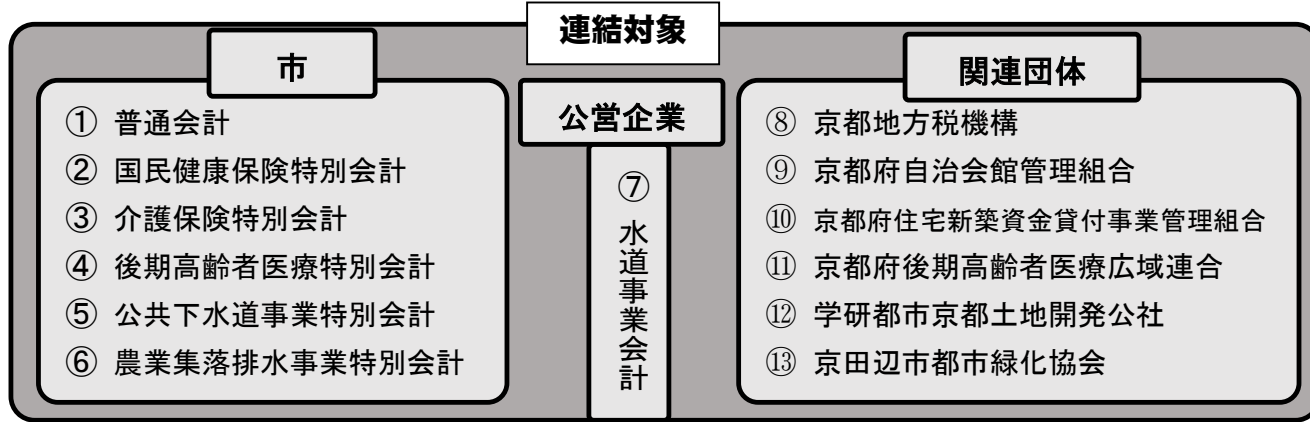 連結対象
市
① 普通会計
② 国民健康保険特別会計
③ 介護保険特別会計
④ 後期高齢者医療特別会計
⑤ 公共下水道事業特別会計
⑥ 農業集落排水事業特別会計
公営企業
⑦水道事業会計
関連団体
⑧ 京都地方税機構
⑨ 京都府自治会館管理組合
⑩ 京都府住宅新築資金貸付事業管理組合
⑪ 京都府後期高齢者医療広域連合
⑫ 学研都市京都土地開発公社
⑬ 京田辺市都市緑化協会